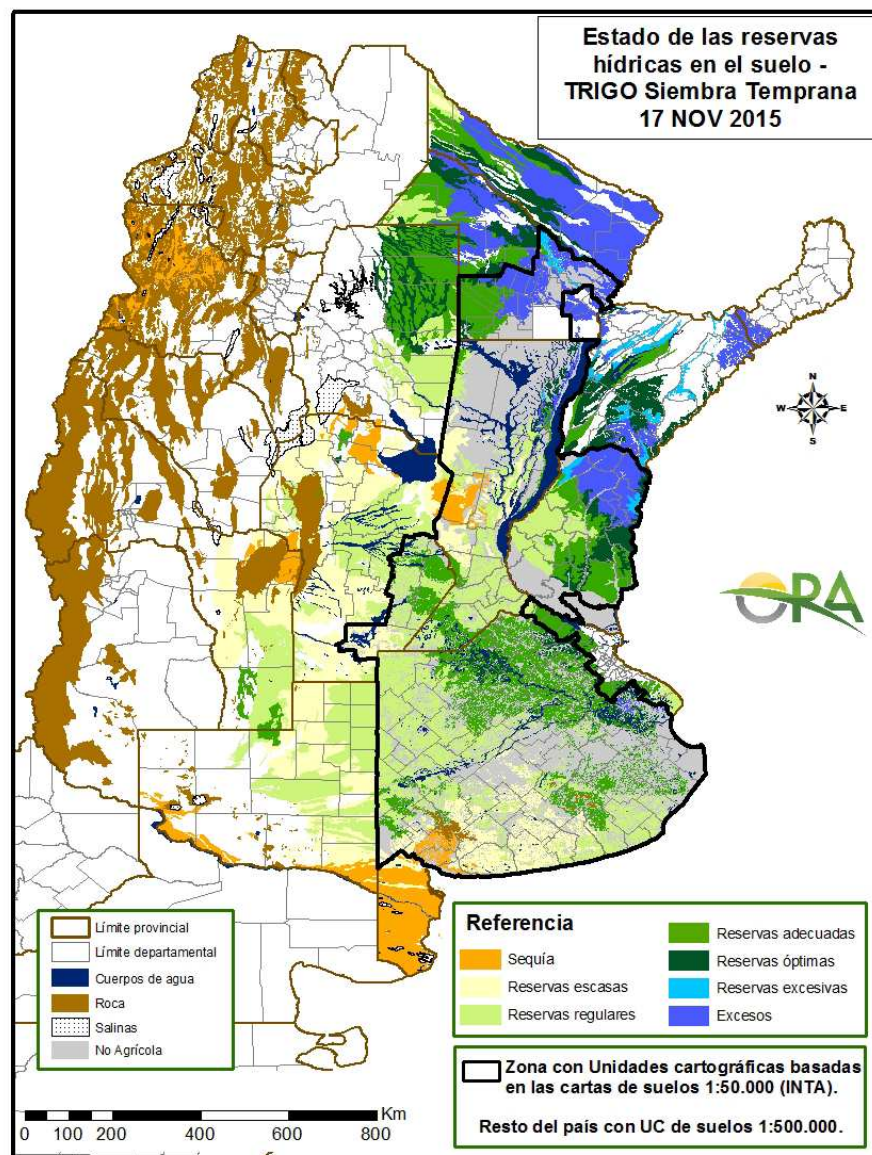 Estado de las reservas
hídricas en el suelo -
TRIGO Siembra Temprana
17 NOV 2015
N
W E
S
ORA
Límite provincial
Límite departamental
Cuerpos de agua
Roca
Salinas
No Agrícola
Referencia
Sequía
Reservas escasas
Reservas regulares
Reservas adecuadas
Reservas óptimas
Reservas excesivas
Excesos
Zona con Unidades cartográficas basadas
en las cartas de suelos 1:50.000 (INTA).
Resto del país con UC de suelos 1:500.000.
Km
0 100 200 400 600 800